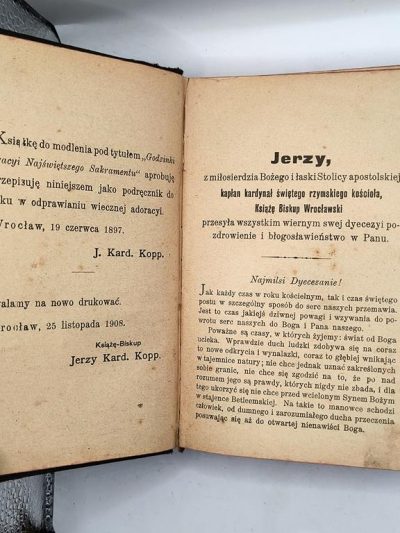 Książkę do modlenia pod tytułem „Godzinki
racyi Najświętszego Sakramentu“ aprobuję
rzepisuję niniejszem jako podręcznik do
ku w odprawianiu wiecznej adoracyi.
Wrocław, 19 czerwca 1897.
J. Kard. Kopp.
walamy na nowo drukować.
rocław, 25 listopada 1908.
Książę-Biskup
Jerzy Kard. Kopp.
Jerzy,
z miłosierdzia Bożego i łaski Stolicy apostolskiej
kapłan kardynał świętego rzymskiego kościoła,
Książę Biskup Wrocławski
przesyła wszystkim wiernym swej dyecezyi po-
zdrowienie i błogosławieństwo w Panu.
Najmilsi Dyecezanie!
Jak każdy czas w roku kościelnym, tak i czas świętego
postu w szczególny sposób do serc naszych przemawia.
Jest to czas jakiejś dziwnej powagi i wzywania do po-
wrotu serc naszych do Boga i Pana naszego.
Poważne są czasy, w których żyjemy: świat od Boga
ucieka. Wprawdzie duch ludzki zdobywa się na coraz
to nowe odkrycia i wynalazki, coraz to głębiej wnikając
w tajemnice natury; nie chce jednak uznać zakreślonych
sobie granic, nie chce się zgodzić na to, że po nad
rozumem jego są prawdy, których nigdy nie zbada, i dla
tego ukorzyć się nie chce przed wcielonym Synem Bożym
w stajence Betleemskiej. Na takie to manowce schodzi
człowiek, od dumnego i zarozumiałego ducha przeczenia
posuwając się aż do otwartej nienawiści Boga.